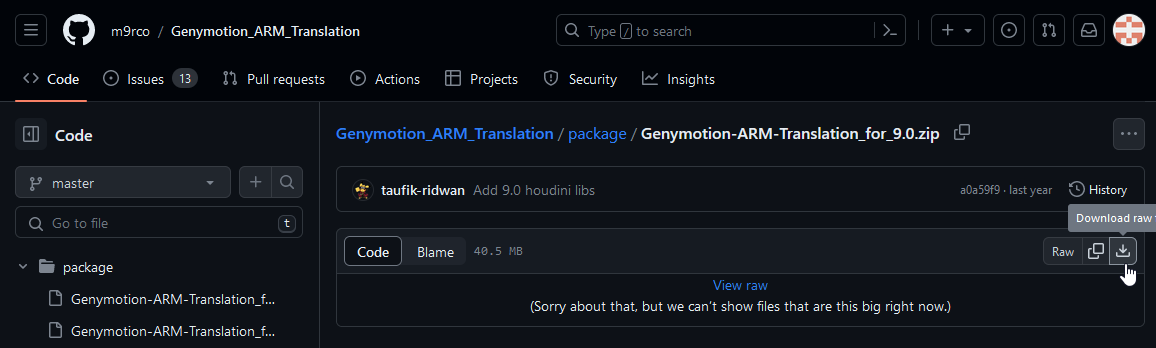 m9rco / Genymotion_ARM_Translation
Type / to search
Code
Issues 13
Pull requests
Actions
Projects
Security
Insights
Code
master
Go to file
t
package
Genymotion-ARM-Translation_f...
Genymotion-ARM-Translation_f...
Genymotion_ARM_Translation / package / Genymotion-ARM-Translation_for_9.0.zip
taufik-ridwan Add 9.0 houdini libs
a0a59f9 · last year
History
Download raw
Code
Blame
40.5 MB
Raw
View raw
(Sorry about that, but we can't show files that are this big right now.)